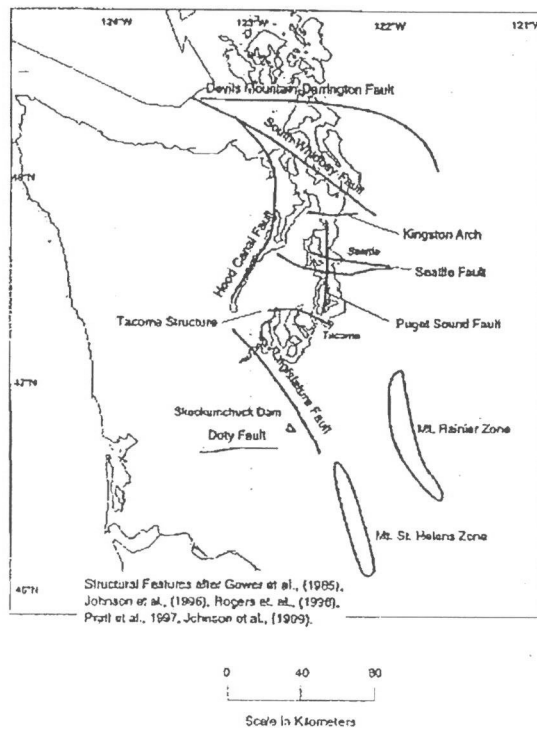 124°W 123°W 122°W 121°W
Devils Mountain-Darrington Fault
South Whidbey Fault
48°N
Kingston Arch
Hood Canal Fault
Seattle
Seattle Fault
Tacoma Structure
Puget Sound Fault
Tacoma
47°N
Legislature Fault
Skookumchuck Dam
Doty Fault
Mt. Rainier Zone
Mt. St. Helens Zone
46°N
Structural Features after Gower et al., (1985),
Johnson et al., (1996), Rogers et. al., (1996),
Pratt et al., 1997, Johnson et al., (1999).
0 40 80
Scale in Kilometers